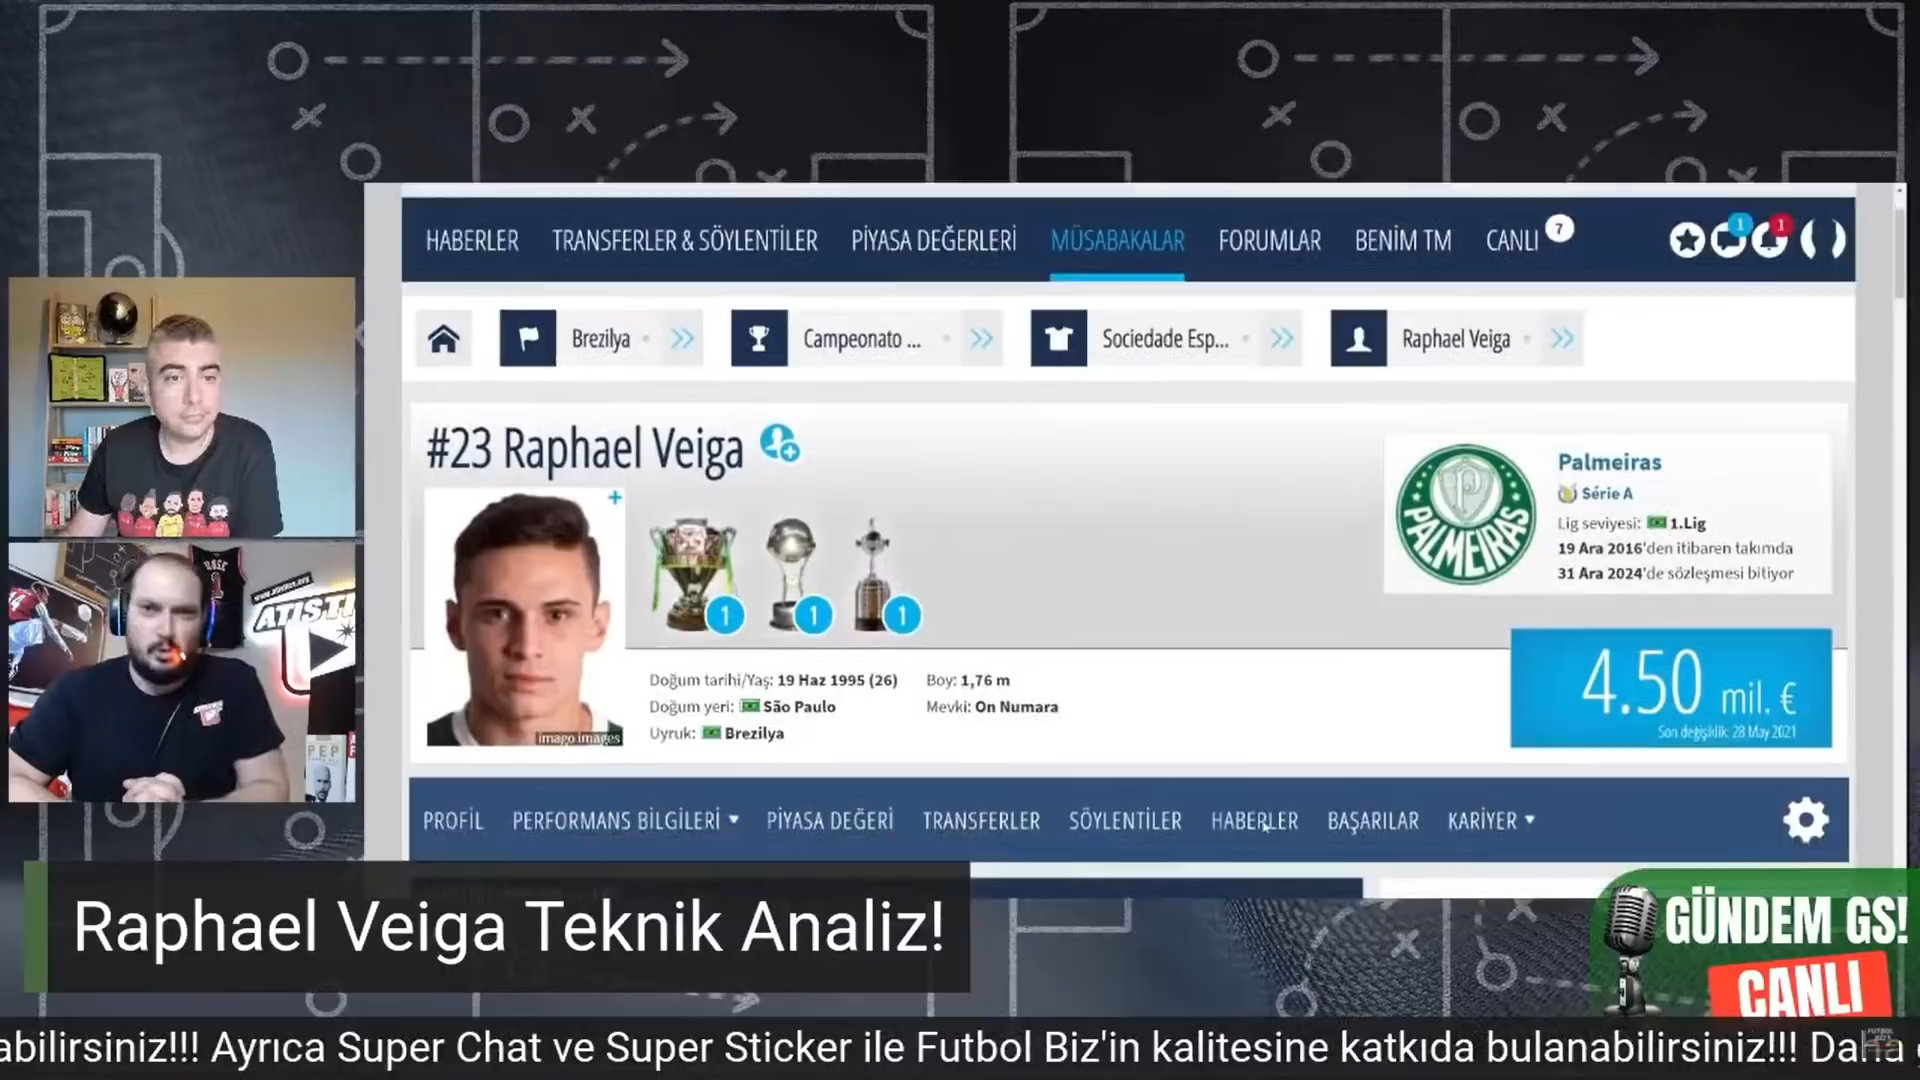 HABERLER TRANSFERLER & SÖYLENTİLER PİYASA DEĞERLERİ MÜSABAKALAR FORUMLAR BENİM TM CANLI 7 1 1
Brezilya Campeonato ... Sociedade Esp... Raphael Veiga
#23 Raphael Veiga
Palmeiras
Série A
Lig seviyesi: 1.Lig
19 Ara 2016'den itibaren takımda
31 Ara 2024'de sözleşmesi bitiyor
PALMEIRAS
1 1 1
imago images
Doğum tarihi/Yaş: 19 Haz 1995 (26) Boy: 1,76 m
Doğum yeri: São Paulo Mevki: On Numara
Uyruk: Brezilya
4.50 mil. €
Son değişiklik: 28 May 2021
PROFİL PERFORMANS BİLGİLERİ PİYASA DEĞERİ TRANSFERLER SÖYLENTİLER HABERLER BAŞARILAR KARİYER
ROSE
PEP
Raphael Veiga Teknik Analiz!
GÜNDEM GS!
CANLI
abilirsiniz!!! Ayrıca Super Chat ve Super Sticker ile Futbol Biz'in kalitesine katkıda bulanabilirsiniz!!! Daha